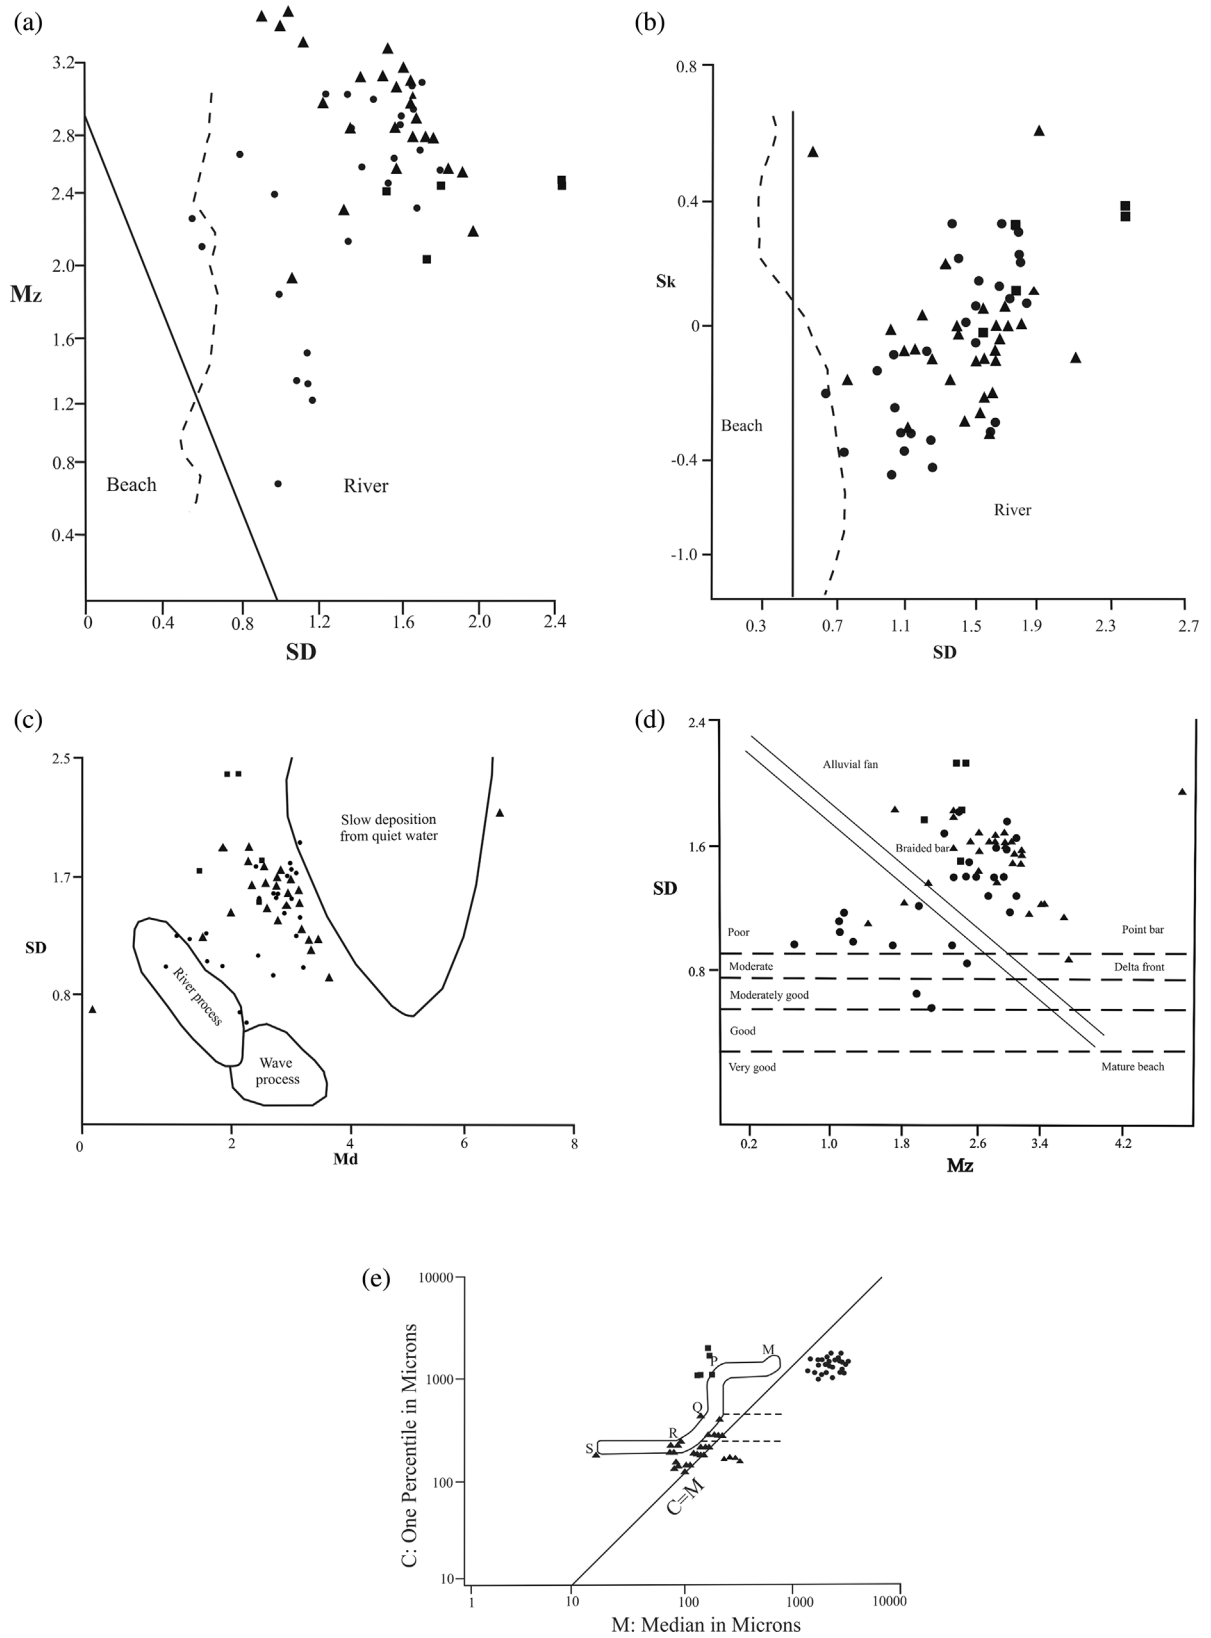 (a)
3.2
2.8
2.4
2.0
Mz
1.6
1.2
0.8
0.4
Beach
River
0
0.4
0.8
1.2
1.6
2.0
2.4
SD
(b)
0.8
0.4
Sk
0
-0.4
-1.0
Beach
River
0.3
0.7
1.1
1.5
1.9
2.3
2.7
SD
(c)
2.5
1.7
SD
0.8
Slow deposition
from quiet water
River process
Wave
process
0
2
4
6
8
Md
(d)
2.4
1.6
SD
0.8
Alluvial fan
Braided bar
Poor
Point bar
Moderate
Delta front
Moderately good
Good
Very good
Mature beach
0.2
1.0
1.8
2.6
3.4
4.2
Mz
(e)
10000
1000
100
10
C: One Percentile in Microns
M
P
Q
R
S
C=M
1
10
100
1000
10000
M: Median in Microns